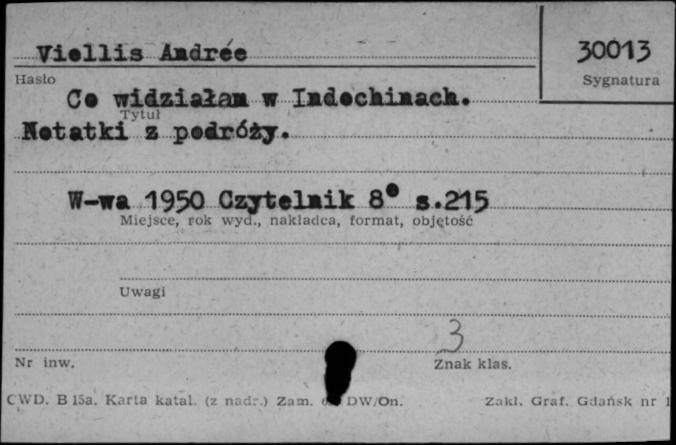 Viollis Andrée
30013
Hasło
Sygnatura
Co widziałam w Indochinach.
Tytuł
Notatki z podróży.
W-wa 1950 Czytelnik 8° s.215
Miejsce, rok wyd., nakładca, format, objętość
Uwagi
3
Nr inw.
Znak klas.
CWD. B 15a. Karta katal. (z nadr.) Zam. DW/On.
Zakł. Graf. Gdańsk nr 1